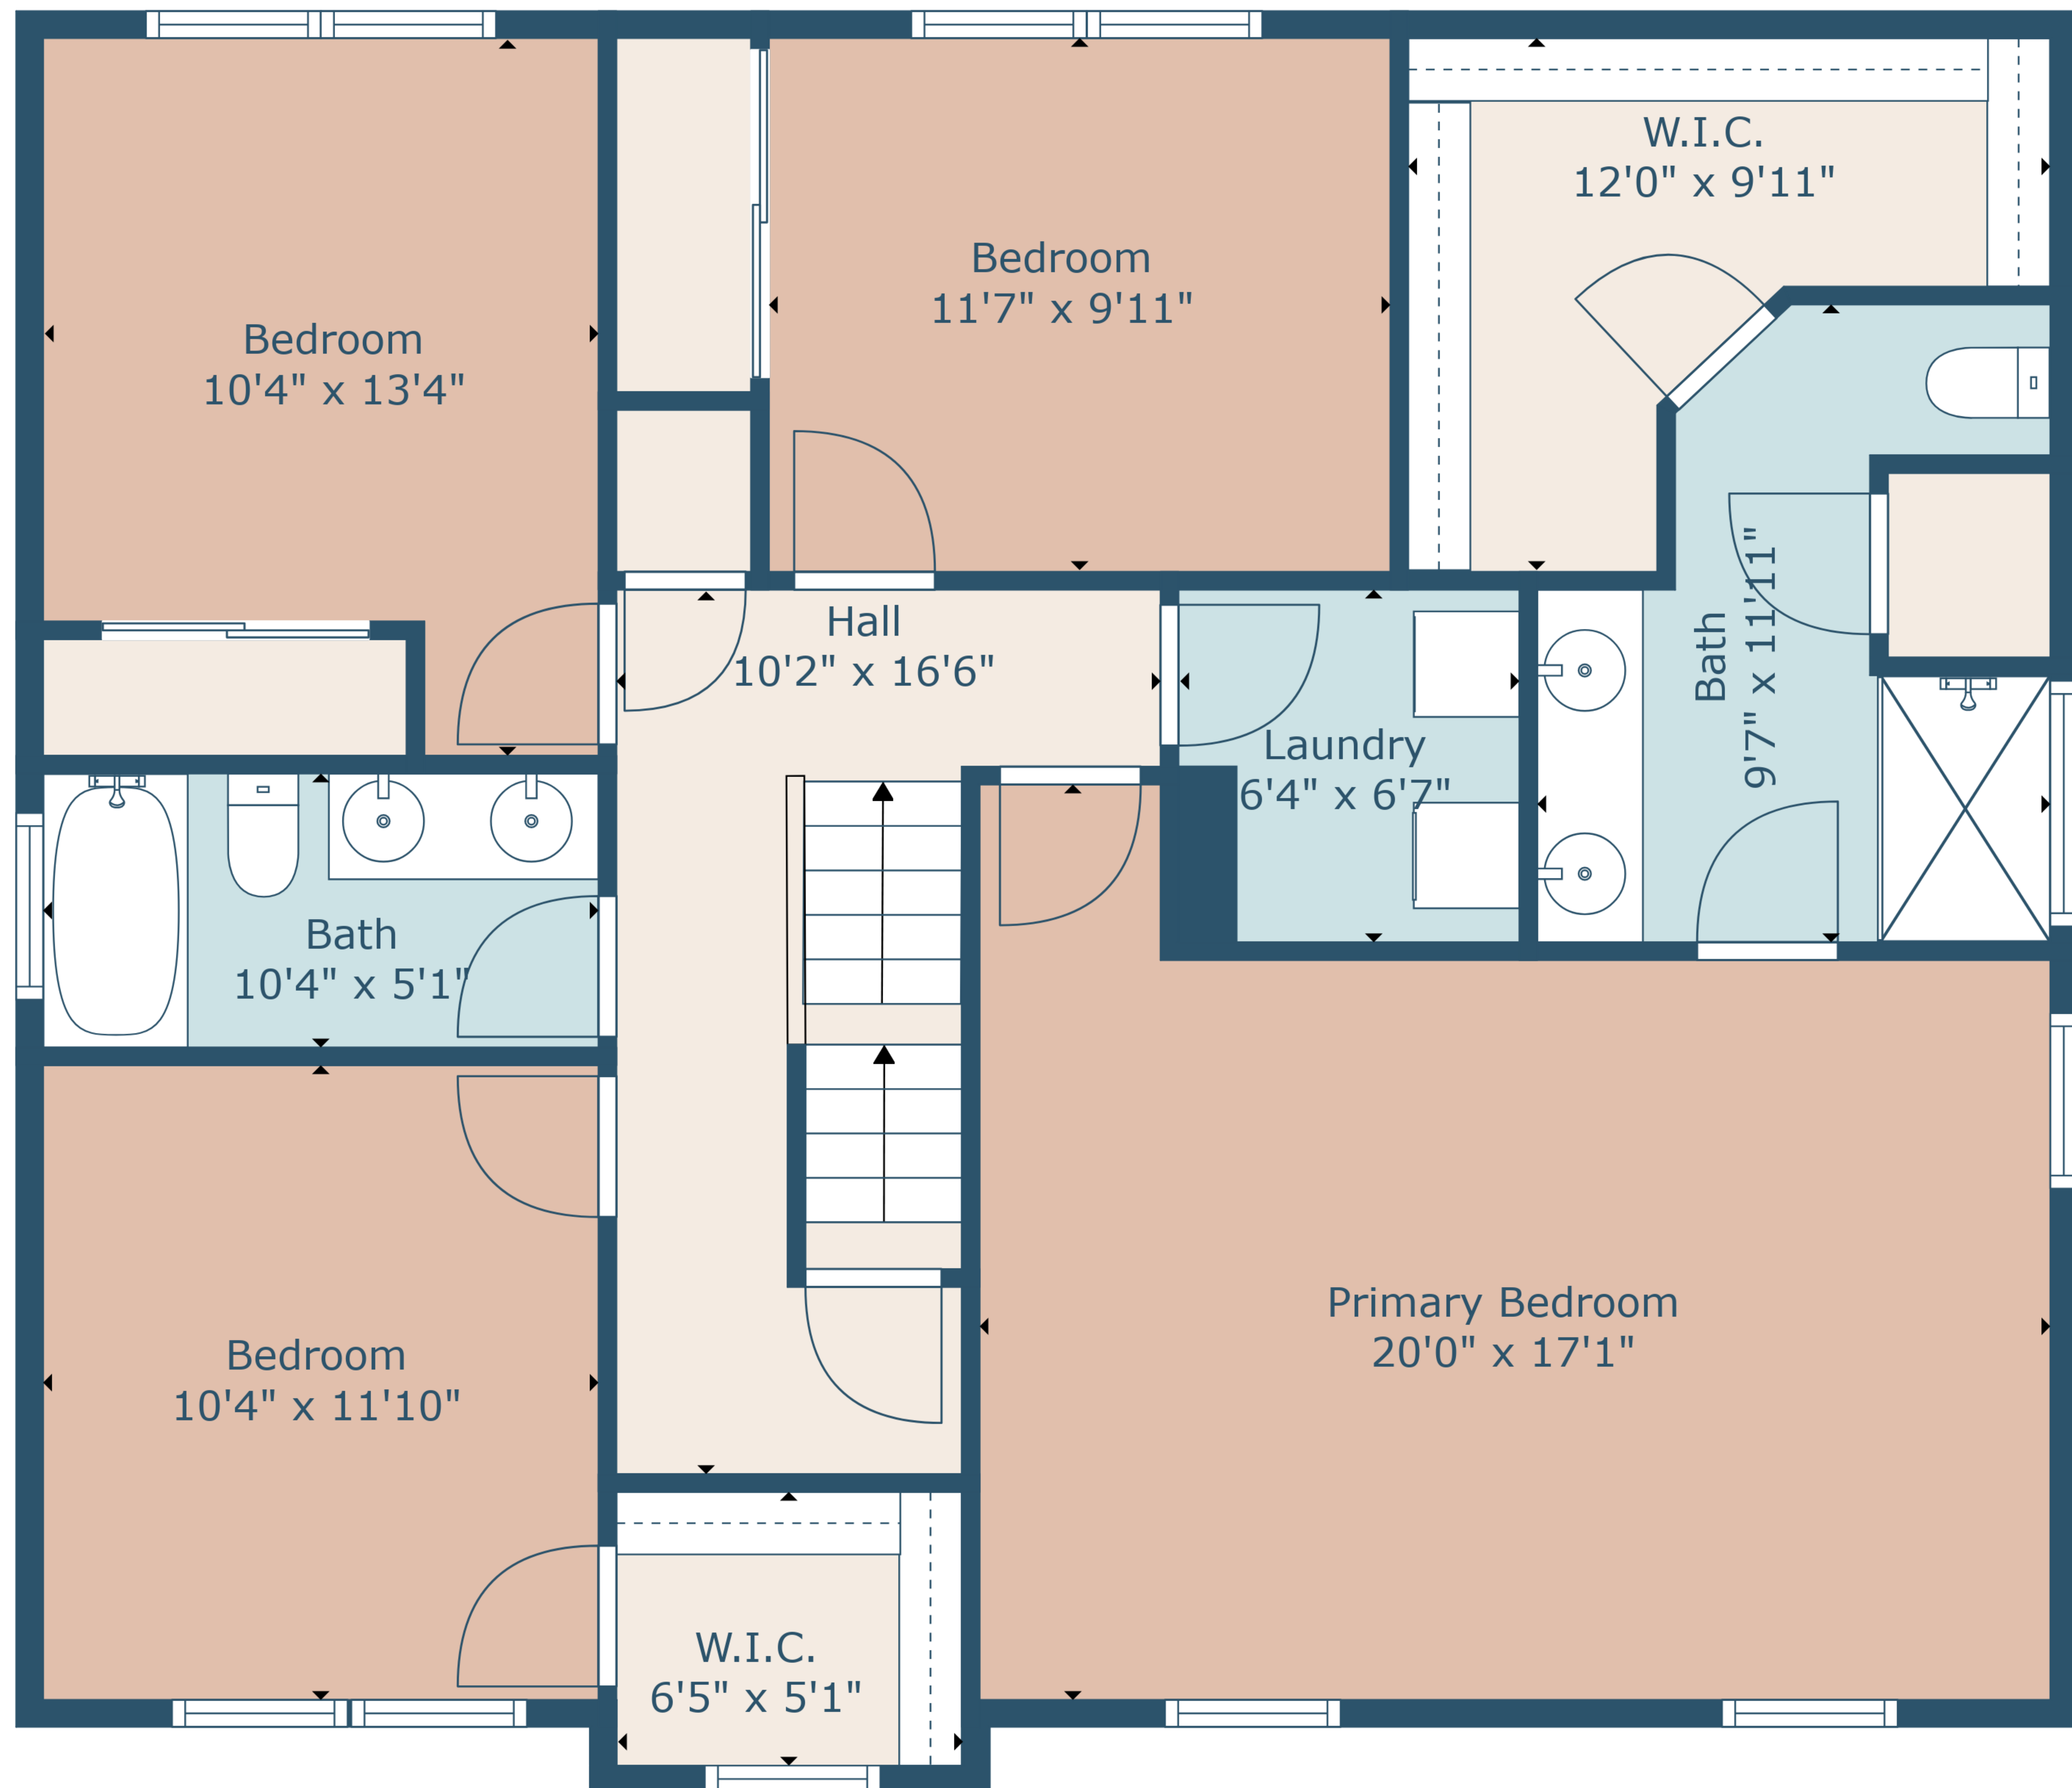 W.I.C.
12'0" x 9'11"
Bedroom
11'7" x 9'11"
Bedroom
10'4" x 13'4"
Hall
10'2" x 16'6"
Bath
9'7" x 11'11"
Laundry
6'4" x 6'7"
Bath
10'4" x 5'1"
Primary Bedroom
20'0" x 17'1"
Bedroom
10'4" x 11'10"
W.I.C.
6'5" x 5'1"